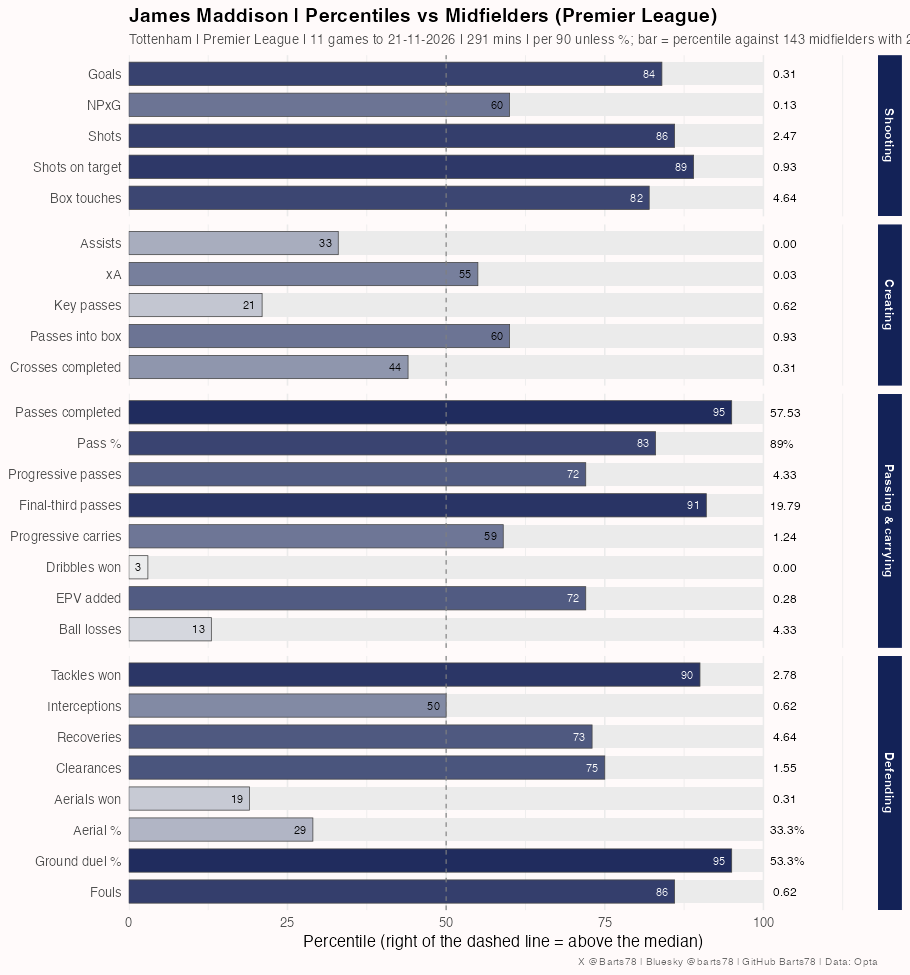 James Maddison | Percentiles vs Midfielders (Premier League)
Tottenham | Premier League | 11 games to 21-11-2026 | 291 mins | per 90 unless %; bar = percentile against 143 midfielders with 2
Shooting
Goals 84 0.31
NPxG 60 0.13
Shots 86 2.47
Shots on target 89 0.93
Box touches 82 4.64
Creating
Assists 33 0.00
xA 55 0.03
Key passes 21 0.62
Passes into box 60 0.93
Crosses completed 44 0.31
Passing & carrying
Passes completed 95 57.53
Pass % 83 89%
Progressive passes 72 4.33
Final-third passes 91 19.79
Progressive carries 59 1.24
Dribbles won 3 0.00
EPV added 72 0.28
Ball losses 13 4.33
Defending
Tackles won 90 2.78
Interceptions 50 0.62
Recoveries 73 4.64
Clearances 75 1.55
Aerials won 19 0.31
Aerial % 29 33.3%
Ground duel % 95 53.3%
Fouls 86 0.62
0 25 50 75 100
Percentile (right of the dashed line = above the median)
X @Barts78 | Bluesky @barts78 | GitHub Barts78 | Data: Opta